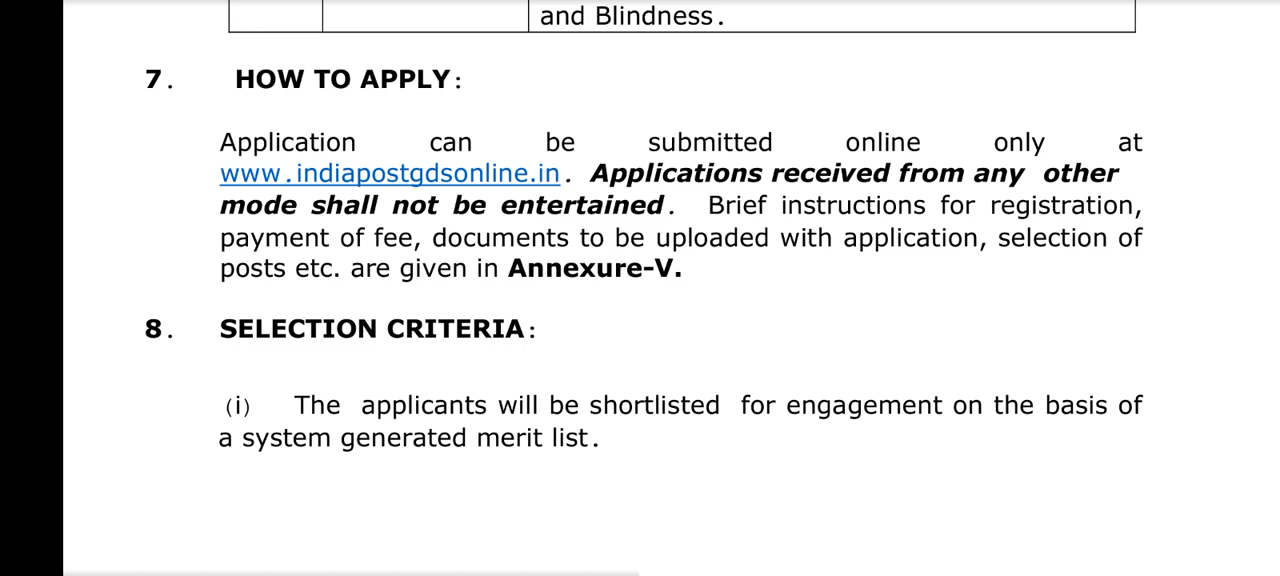 and Blindness.
7. HOW TO APPLY:
Application can be submitted online only at
www.indiapostgdsonline.in. Applications received from any other
mode shall not be entertained. Brief instructions for registration,
payment of fee, documents to be uploaded with application, selection of
posts etc. are given in Annexure-V.
8. SELECTION CRITERIA:
(i) The applicants will be shortlisted for engagement on the basis of
a system generated merit list.